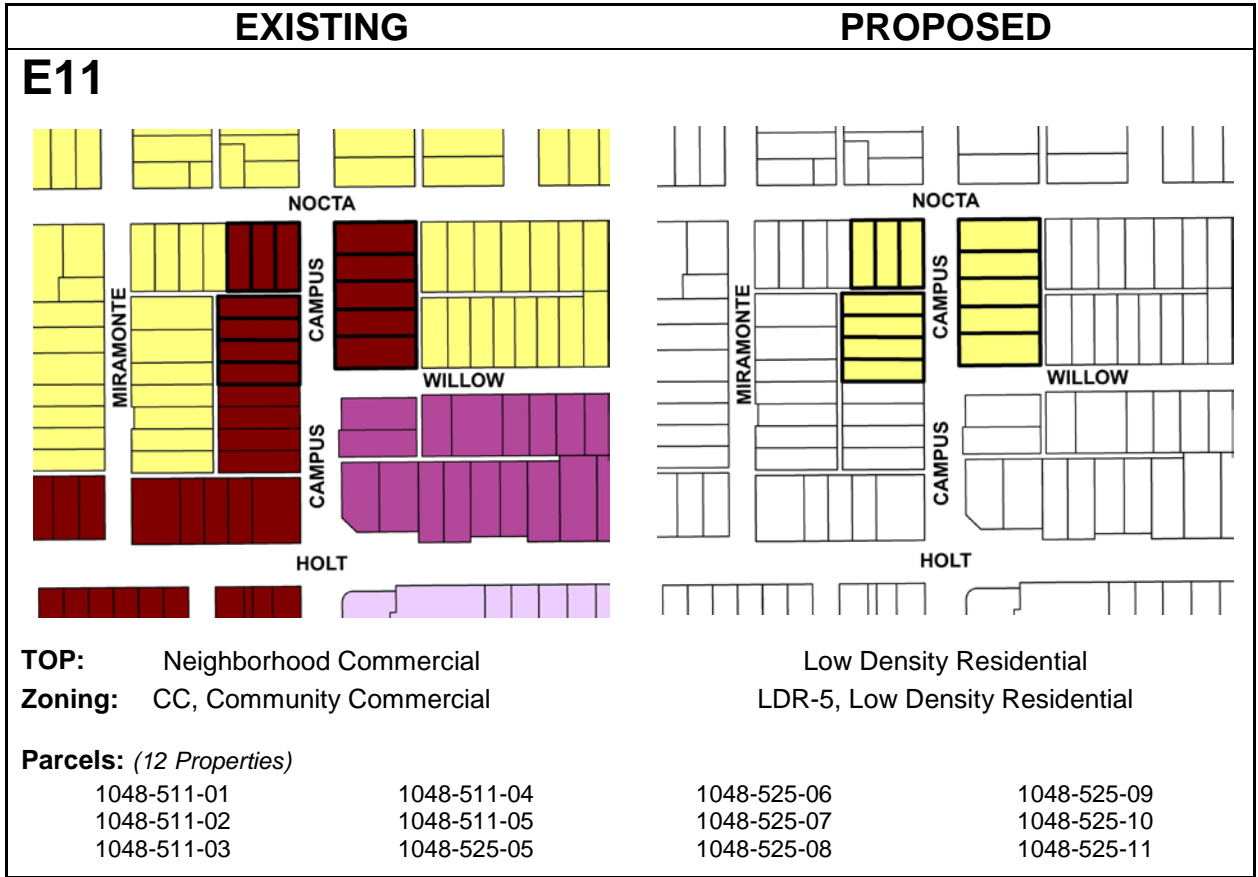 EXISTING PROPOSED
E11
NOCTA
MIRAMONTE
CAMPUS
WILLOW
CAMPUS
HOLT
NOCTA
MIRAMONTE
CAMPUS
WILLOW
CAMPUS
HOLT
TOP: Neighborhood Commercial Low Density Residential
Zoning: CC, Community Commercial LDR-5, Low Density Residential
Parcels: (12 Properties)
1048-511-01 1048-511-04 1048-525-06 1048-525-09
1048-511-02 1048-511-05 1048-525-07 1048-525-10
1048-511-03 1048-525-05 1048-525-08 1048-525-11